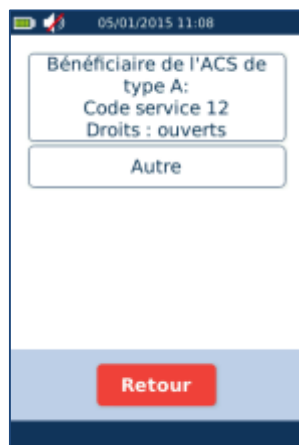 05/01/2015 11:08
Bénéficiaire de l'ACS de
type A:
Code service 12
Droits : ouverts
Autre
Retour